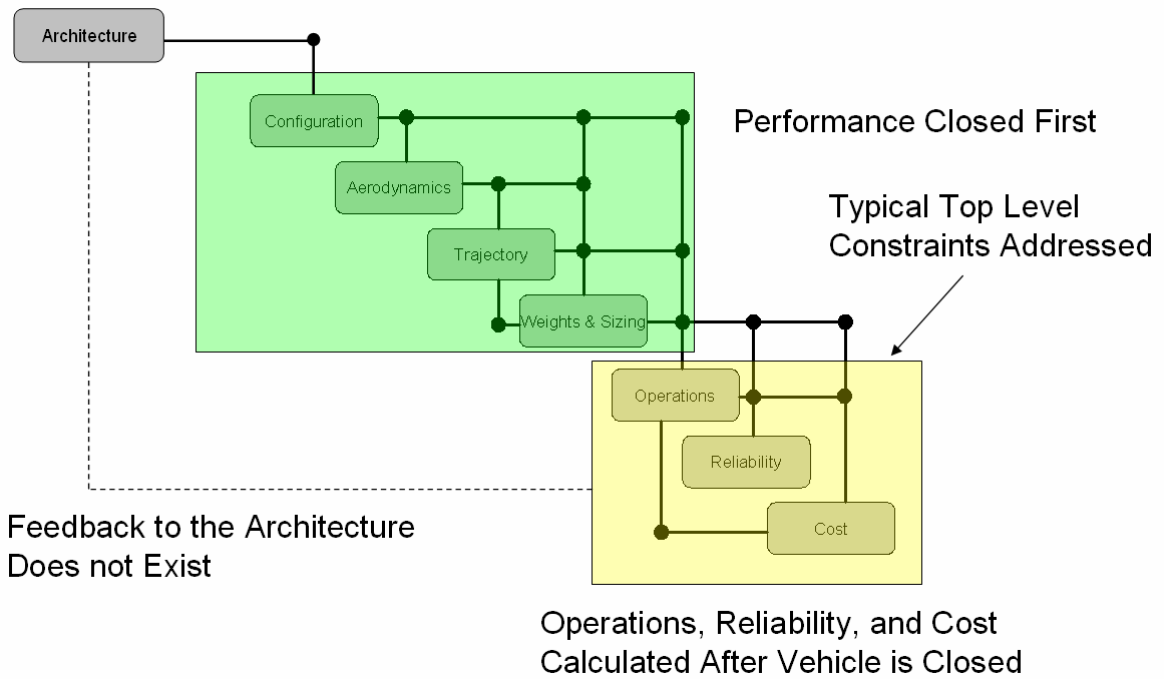 Architecture
Configuration
Performance Closed First
Aerodynamics
Typical Top Level
Constraints Addressed
Trajectory
Weights & Sizing
Operations
Reliability
Cost
Feedback to the Architecture
Does not Exist
Operations, Reliability, and Cost
Calculated After Vehicle is Closed